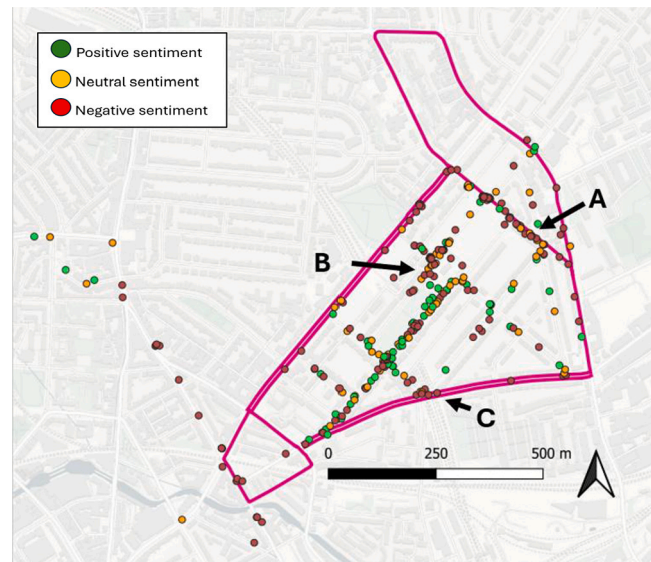 Positive sentiment
Neutral sentiment
Negative sentiment
A
B
C
0 250 500 m